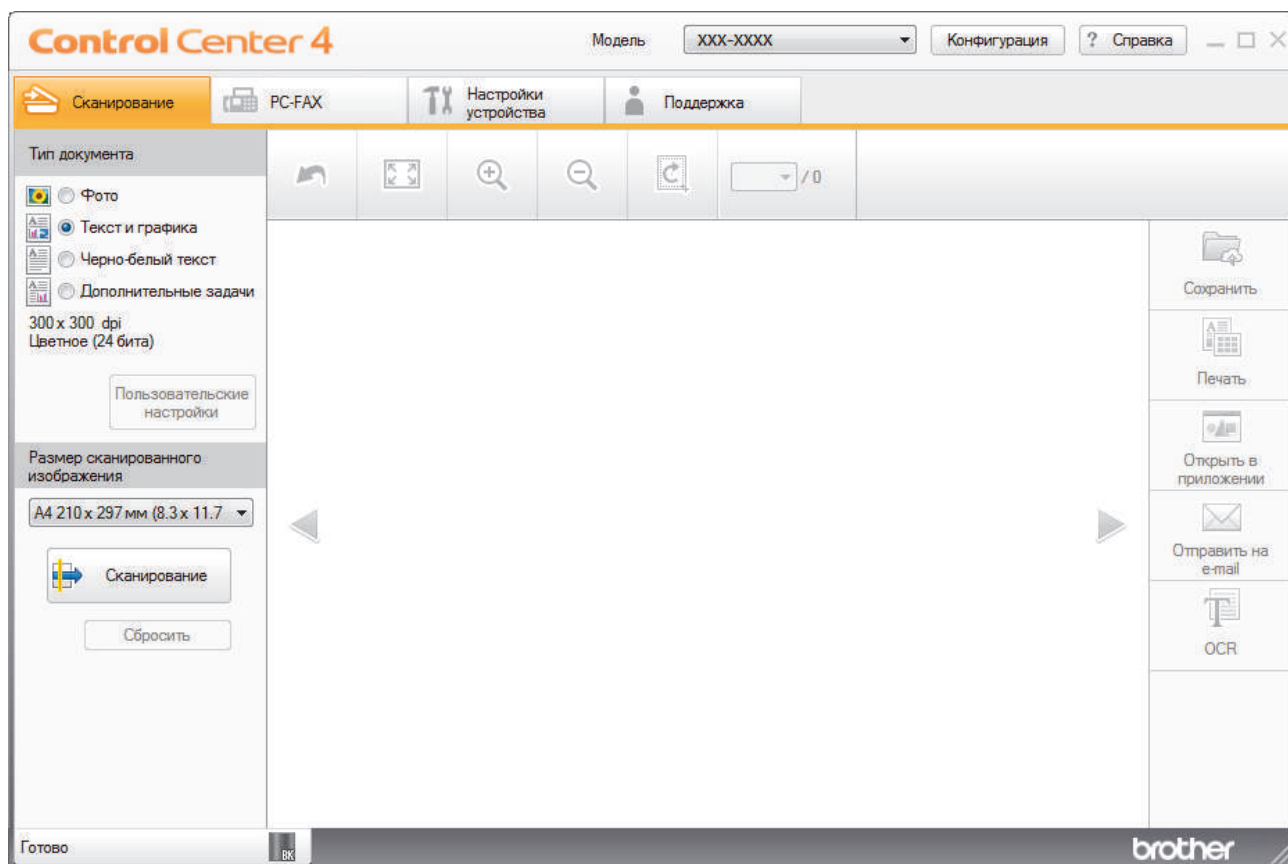 Control Center 4
Модель
XXX-XXXX
Конфигурация
? Справка
Сканирование
PC-FAX
Настройки
устройства
Поддержка
Тип документа
Фото
Текст и графика
Черно-белый текст
Дополнительные задачи
300 x 300 dpi
Цветное (24 бита)
Пользовательские
настройки
Размер сканированного
изображения
A4 210 x 297 мм (8.3 x 11.7
Сканирование
Сбросить
/ 0
Сохранить
Печать
Открыть в
приложении
Отправить на
e-mail
OCR
Готово
BK
brother